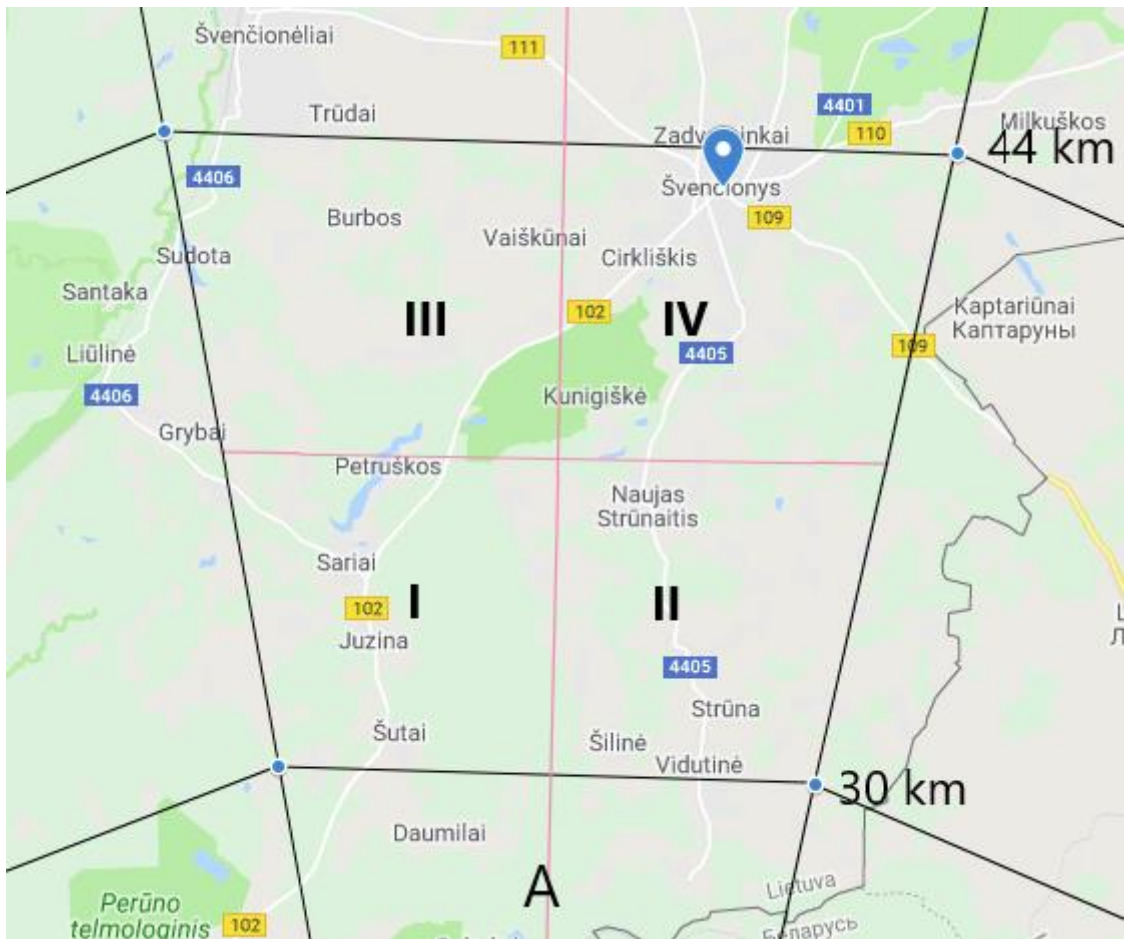 Švenčionėliai
111
Trūdai
4401
Zadv inkai
110
Milkuškos
44 km
4406
Švenčionys
109
Burbos
Vaiškūnai
Cirkliškis
Sudota
Santaka
III
102
IV
Kaptariūnai
Каптаруны
Liūlinė
4405
109
4406
Kunigiškė
Grybai
Petruškos
Naujas
Strūnaitis
Sariai
I
II
102
Juzina
4405
Strūna
Šutai
Šilinė
Vidutinė
30 km
Daumilai
A
Lietuva
Perūno
telmologinis
102
Беларусь